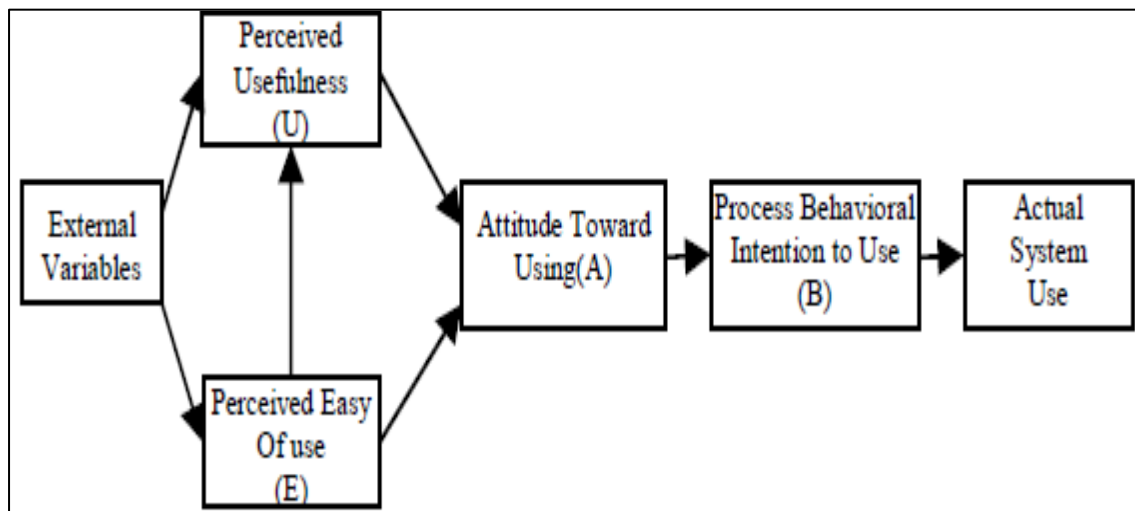 Perceived
Usefulness
(U)
External
Variables
Attitude Toward
Using(A)
Process Behavioral
Intention to Use
(B)
Actual
System
Use
Perceived Easy
Of use
(E)